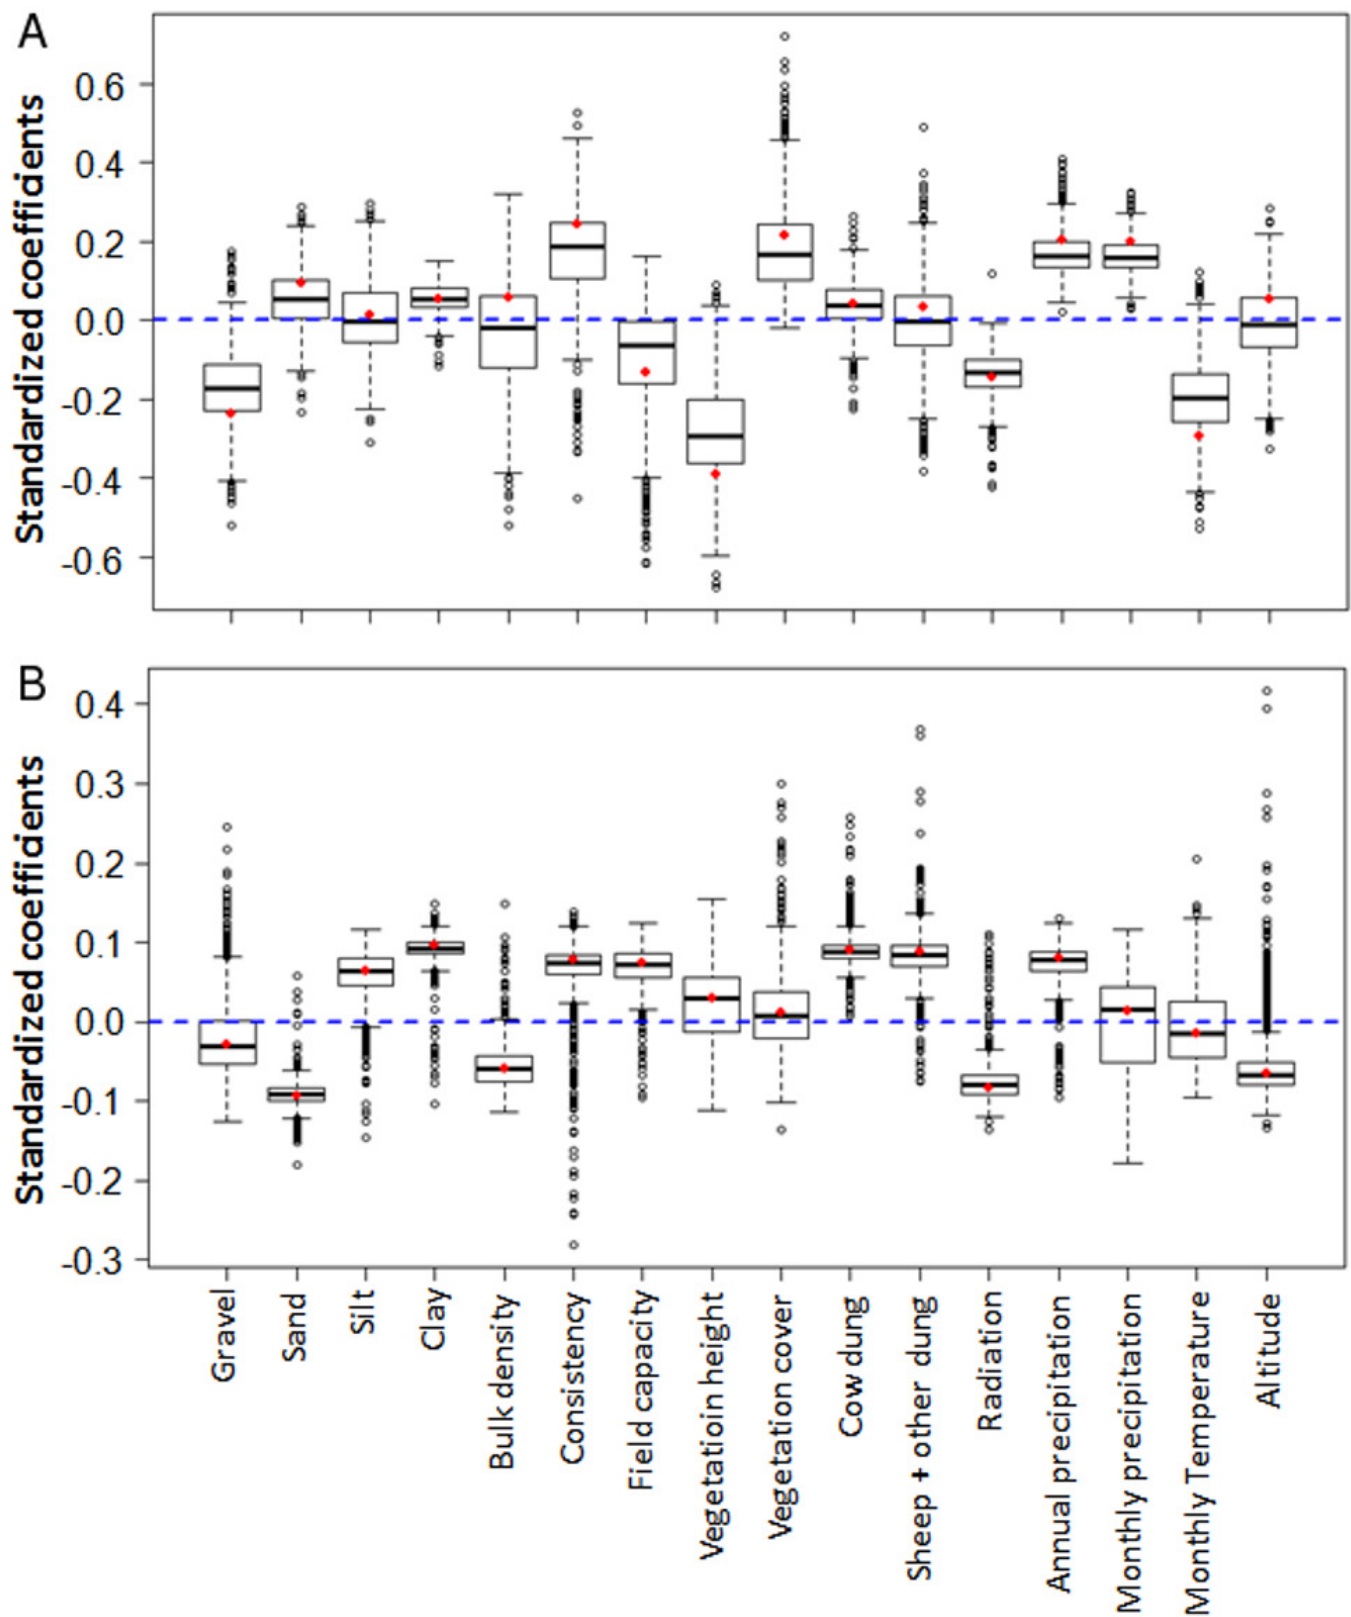 A
Standardized coeffidents
0.6
0.4
0.2
0.0
-0.2
-0.4
-0.6
B
Standardized coeffidents
0.4
0.3
0.2
0.1
0.0
-0.1
-0.2
-0.3
Gravel
Sand
Silt
Clay
Bulk density
Consistency
Field capacity
Vegetatioin height
Vegetation cover
Cow dung
Sheep + other dung
Radiation
Annual precipitation
Monthly precipitation
Monthly Temperature
Altitude